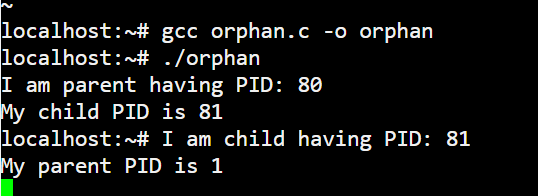 ~
localhost:~# gcc orphan.c -o orphan
localhost:~# ./orphan
I am parent having PID: 80
My child PID is 81
localhost:~# I am child having PID: 81
My parent PID is 1